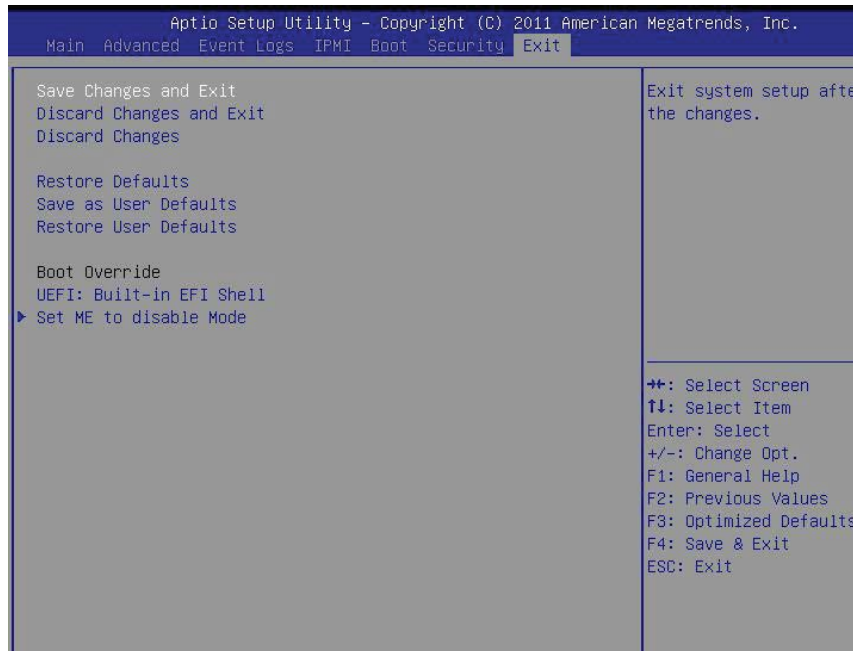 Aptio Setup Utility – Copyright (C) 2011 American Megatrends, Inc.
Main Advanced Event Logs IPMI Boot Security Exit
Save Changes and Exit
Discard Changes and Exit
Discard Changes
Restore Defaults
Save as User Defaults
Restore User Defaults
Boot Override
UEFI: Built-in EFI Shell
Set ME to disable Mode
Exit system setup afte
the changes.
→←: Select Screen
↑↓: Select Item
Enter: Select
+/-: Change Opt.
F1: General Help
F2: Previous Values
F3: Optimized Defaults
F4: Save & Exit
ESC: Exit